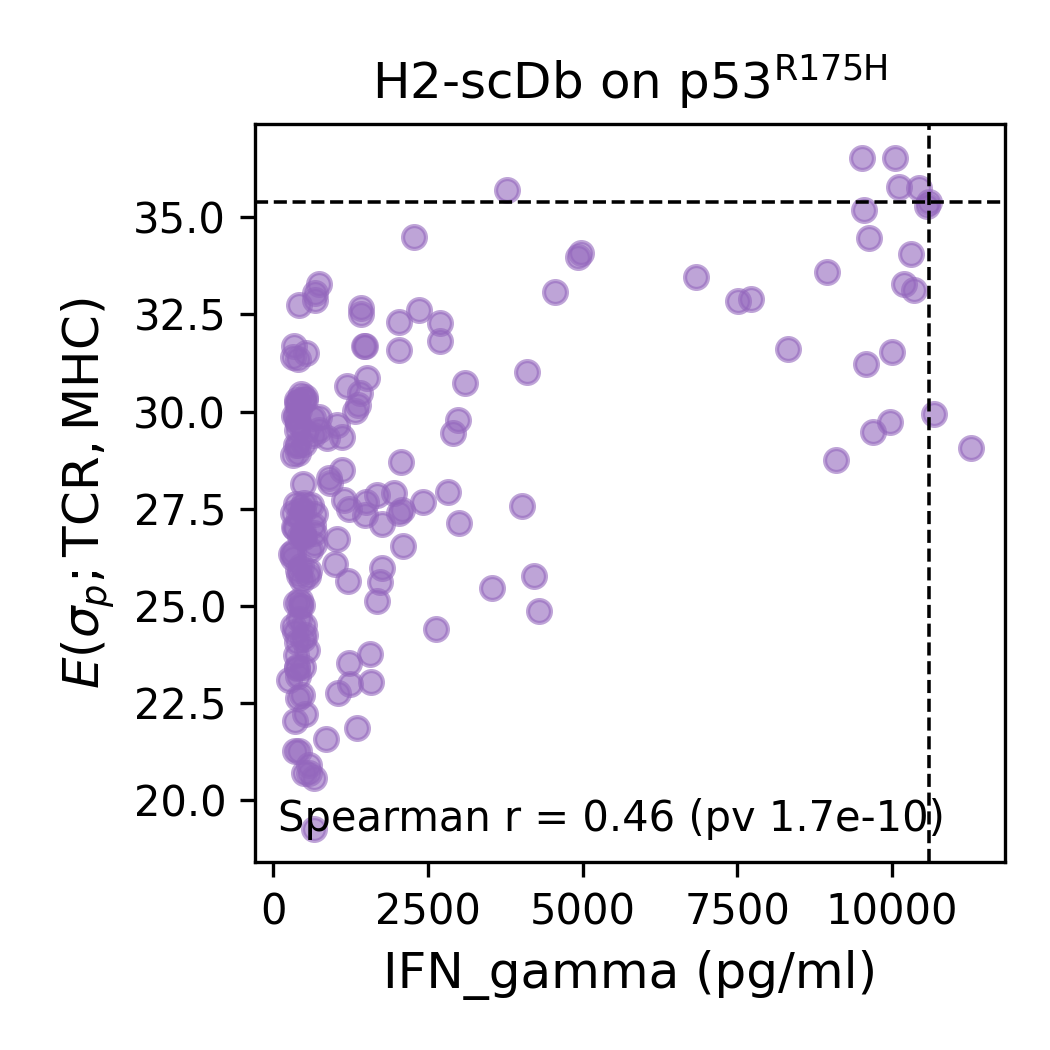 H2-scDb on p53^R175H
E(σₚ; TCR, MHC)
35.0
32.5
30.0
27.5
25.0
22.5
20.0
Spearman r = 0.46 (pv 1.7e-10)
0 2500 5000 7500 10000
IFN_gamma (pg/ml)